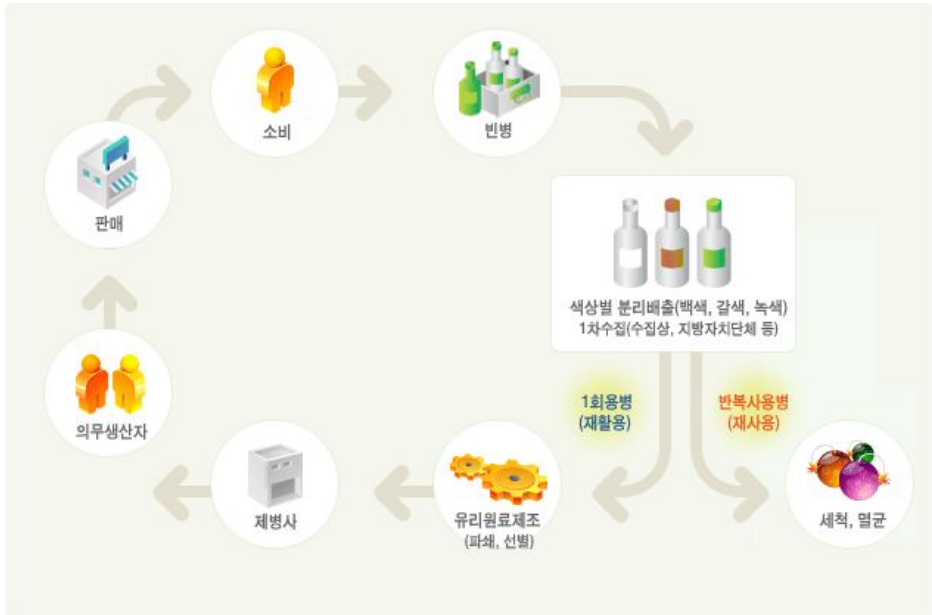 소비
빈병
판매
색상별 분리배출(백색, 갈색, 녹색)
1차수집(수집상, 지방자치단체 등)
1회용병
(재활용)
반복사용병
(재사용)
의무생산자
제병사
유리원료제조
(파쇄, 선별)
세척, 멸균